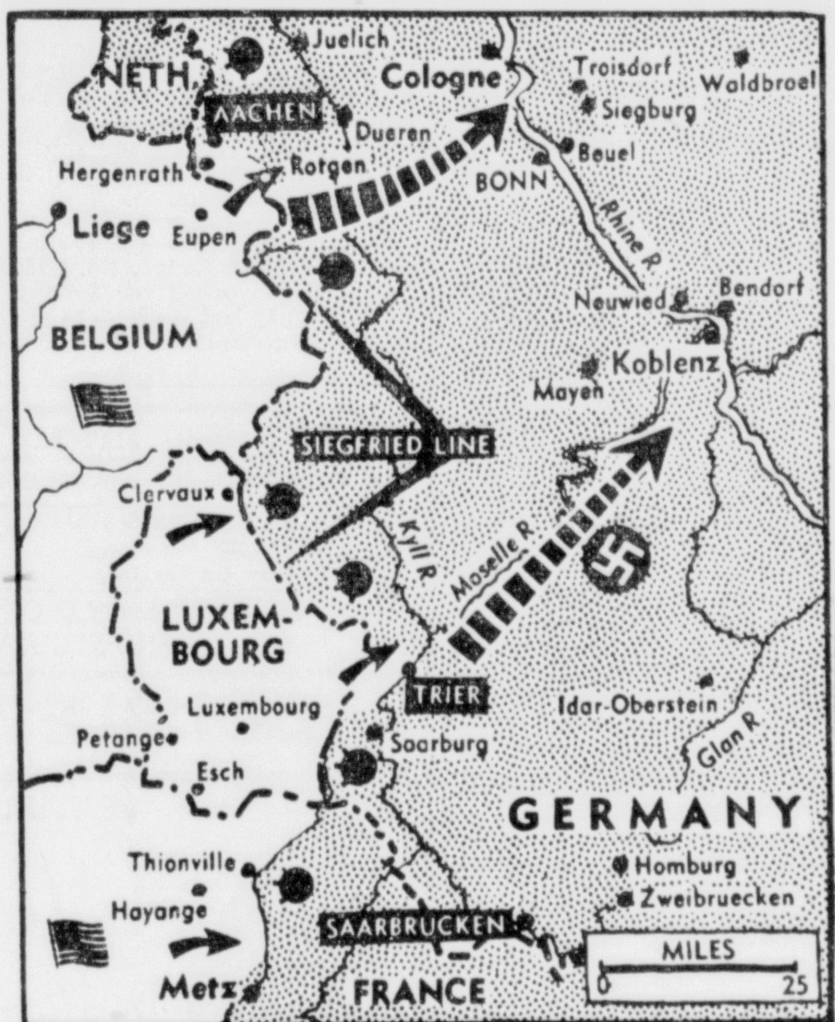 Juelich
NETH.
Cologne
Troisdorf
Waldbroel
AACHEN
Siegburg
Dueren
Hergenrath
Rotgen
Beuel
BONN
Liege
Eupen
Rhine R
Neuwied
Bendorf
BELGIUM
Koblenz
Mayen
SIEGFRIED LINE
Clervaux
Kyll R
Moselle R
LUXEM-
BOURG
TRIER
Luxembourg
Idar-Oberstein
Petange
Saarburg
Glan R
Esch
GERMANY
Thionville
Homburg
Hayange
Zweibruecken
SAARBRUCKEN
MILES
0 25
Metz
FRANCE